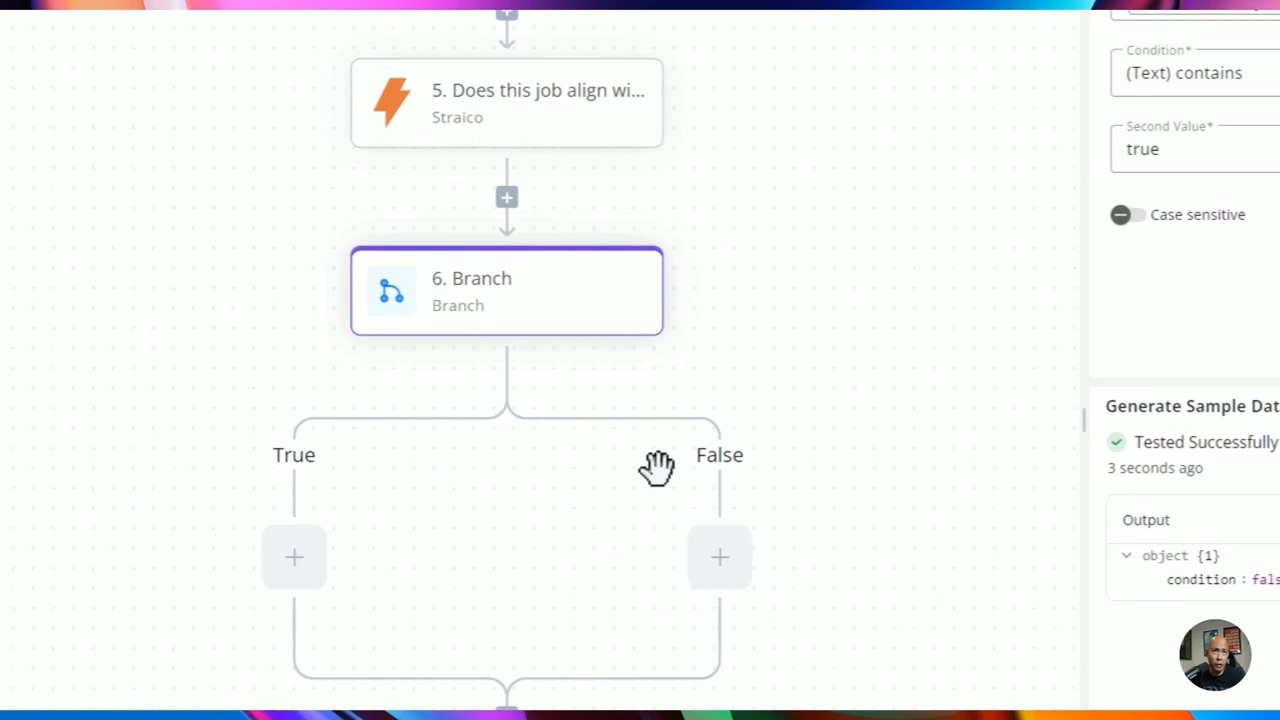 5. Does this job align wi...
Straico
6. Branch
Branch
True
False
Condition*
(Text) contains
Second Value*
true
Case sensitive
Generate Sample Dat
Tested Successfully
3 seconds ago
Output
object {1}
condition : fals